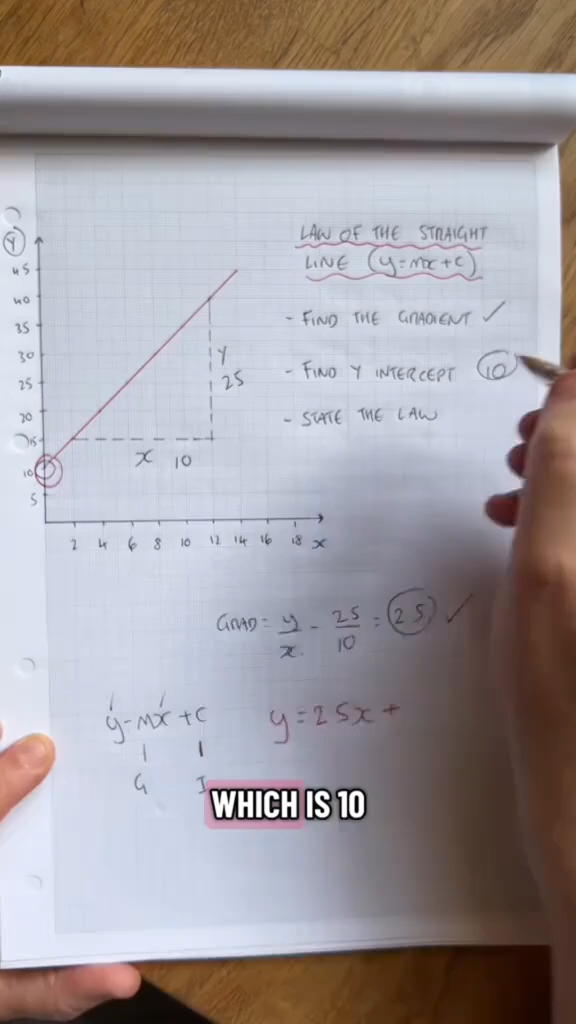 LAW OF THE STRAIGHT
LINE (y=mx+c)
- FIND THE GRADIENT ✓
- FIND Y INTERCEPT 10
- STATE THE LAW
Y
45
40
35
30
25
20
15
10
5
Y
25
x 10
2 4 6 8 10 12 14 16 18 x
GRAD = y/x = 25/10 = 2.5 ✓
y=mx+c
G I
y=2.5x+
WHICH IS 10